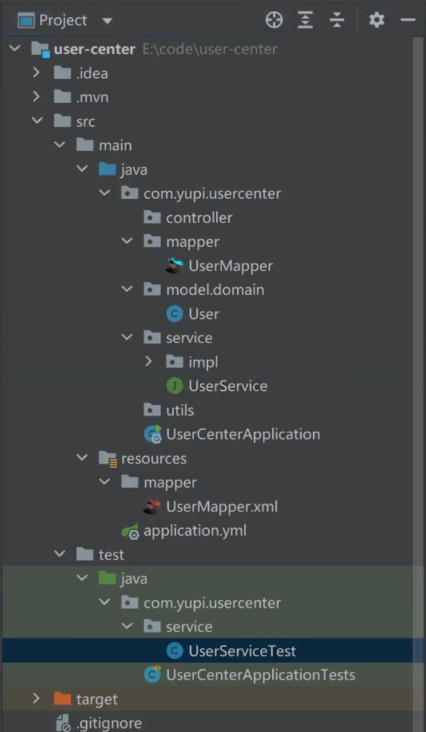 Project
user-center E:\code\user-center
.idea
.mvn
src
main
java
com.yupi.usercenter
controller
mapper
UserMapper
model.domain
User
service
impl
UserService
utils
UserCenterApplication
resources
mapper
UserMapper.xml
application.yml
test
java
com.yupi.usercenter
service
UserServiceTest
UserCenterApplicationTests
target
.gitignore